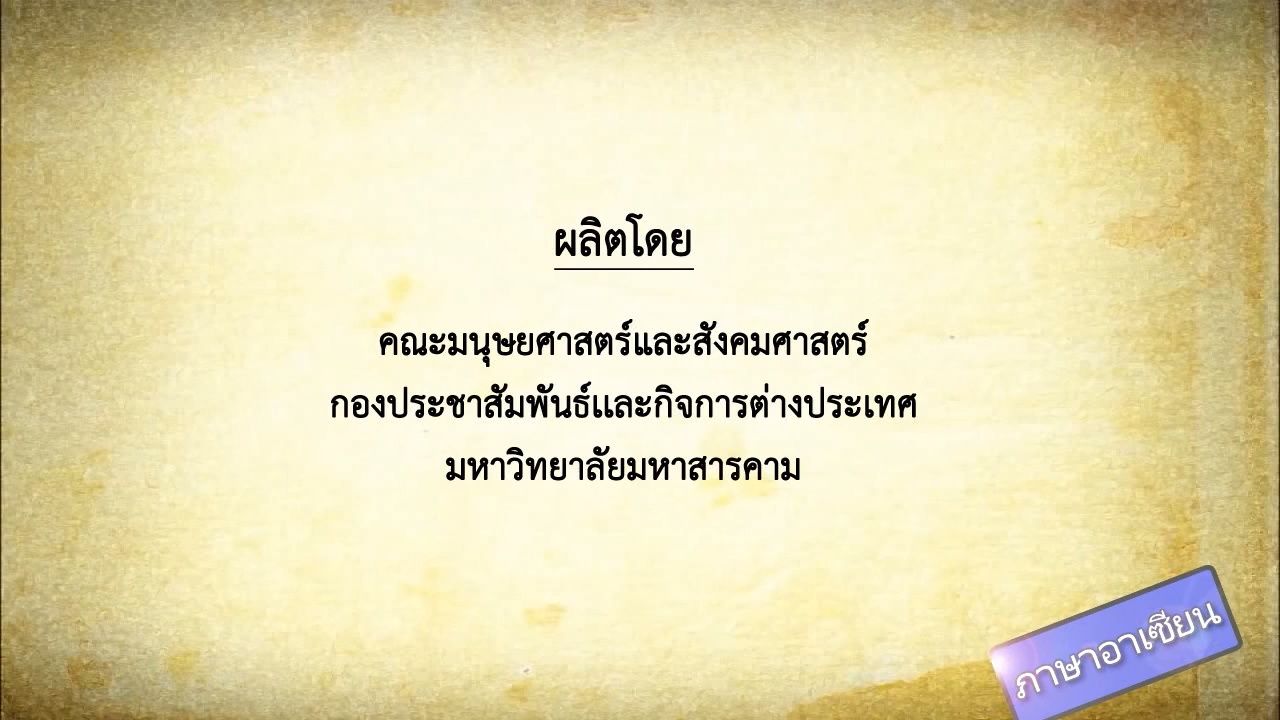 ผลิตโดย
คณะมนุษยศาสตร์และสังคมศาสตร์
กองประชาสัมพันธ์และกิจการต่างประเทศ
มหาวิทยาลัยมหาสารคาม
ภาษาอาเซียน